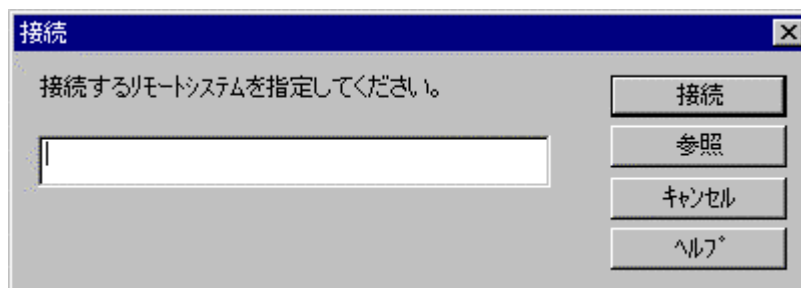 接続
接続するリモートシステムを指定してください。
接続
参照
キャンセル
ヘルプ